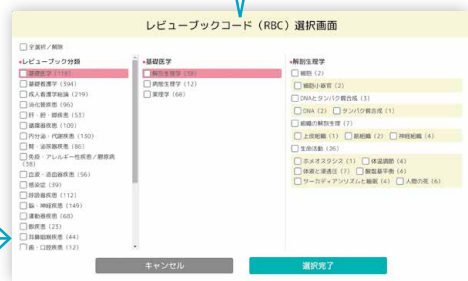 レビューブックコード（RBC）選択画面
全選択／解除
●レビューブック分類
基礎医学（118）
基礎看護学（394）
成人看護学総論（219）
消化管疾患（96）
肝・胆・膵疾患（53）
循環器疾患（109）
内分泌・代謝疾患（130）
腎・泌尿器疾患（86）
免疫・アレルギー性疾患／膠原病
（38）
血液・造血器疾患（56）
感染症（39）
呼吸器疾患（112）
脳・神経疾患（149）
運動器疾患（68）
眼疾患（23）
耳鼻咽喉疾患（44）
歯・口腔疾患（12）
●基礎医学
解剖生理学（38）
病態生理学（12）
薬理学（68）
●解剖生理学
細胞（2）
細胞小器官（2）
DNAとタンパク質合成（3）
DNA（2） タンパク質合成（1）
組織の解剖生理（7）
上皮組織（1） 筋組織（2） 神経組織（4）
生命活動（26）
ホメオスタシス（1） 体温調節（4）
体液と浸透圧（7） 酸塩基平衡（4）
サーカディアンリズムと睡眠（4） 人間の死（6）
キャンセル
選択完了